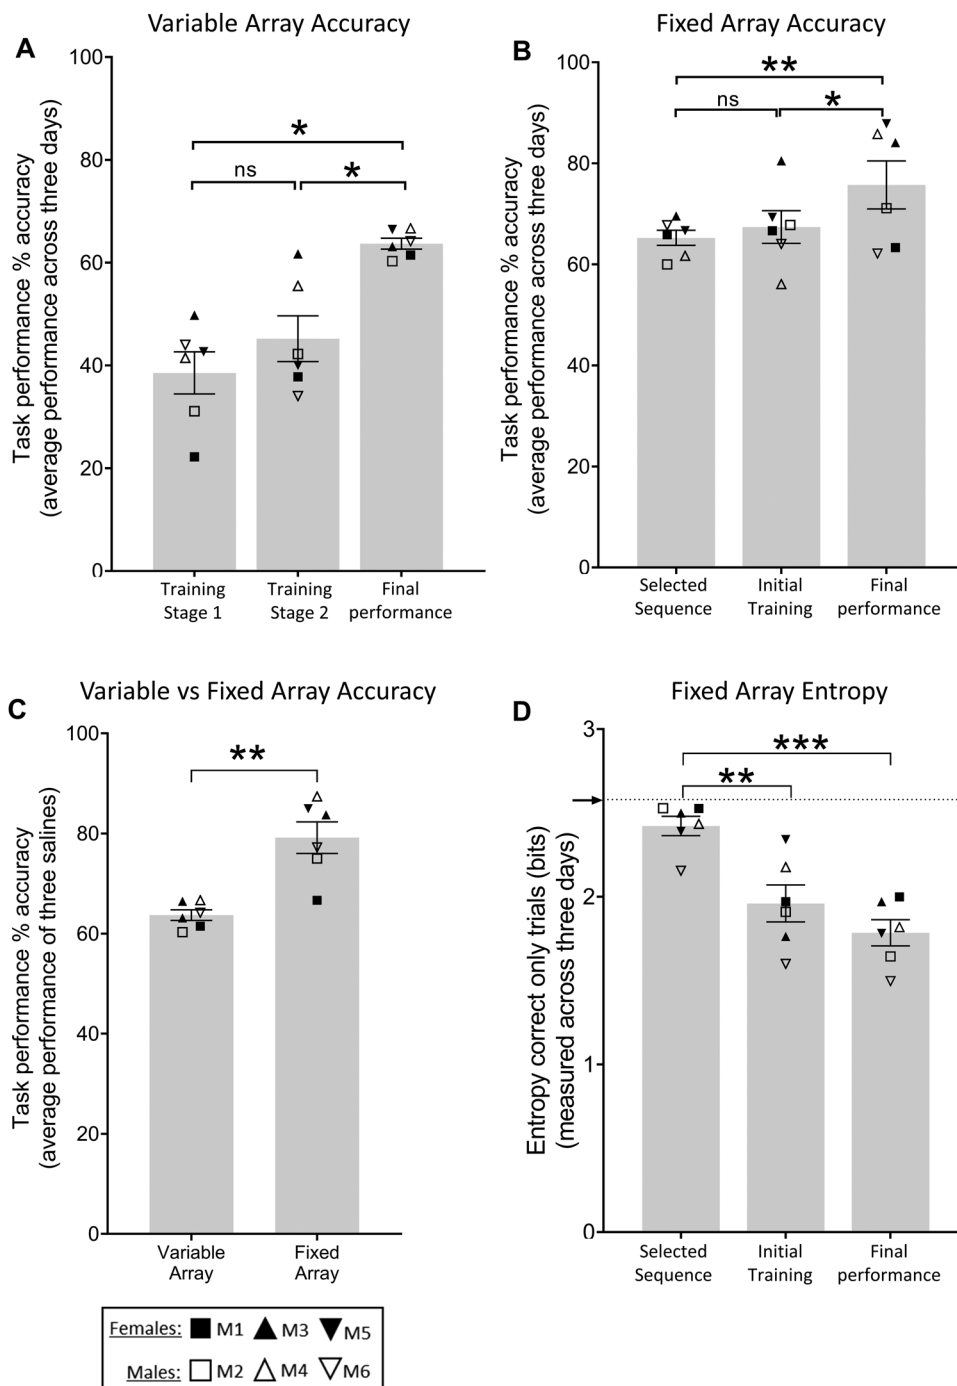 Variable Array Accuracy
A
Task performance % accuracy
(average performance across three days)
100
80
60
40
20
0
*
ns
*
Training
Stage 1
Training
Stage 2
Final
performance
Fixed Array Accuracy
B
Task performance % accuracy
(average performance across three days)
100
80
60
40
20
0
**
ns
*
Selected
Sequence
Initial
Training
Final
performance
Variable vs Fixed Array Accuracy
C
Task performance % accuracy
(average performance of three salines)
100
80
60
40
20
0
**
Variable
Array
Fixed
Array
Fixed Array Entropy
D
Entropy correct only trials (bits)
(measured across three days)
3
2
1
0
***
**
Selected
Sequence
Initial
Training
Final
performance
Females: M1 M3 M5
Males: M2 M4 M6